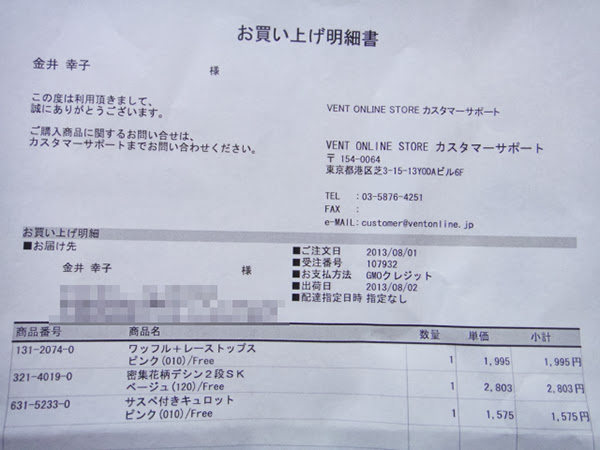 お買い上げ明細書
金井 幸子 様
この度は利用頂きまして、
誠にありがとうございます。
VENT ONLINE STORE カスタマーサポート
ご購入商品に関するお問い合せは、
カスタマーサポートまでお問い合わせください。
VENT ONLINE STORE カスタマーサポート
〒 154-0064
東京都港区芝3-15-13YODAビル6F
TEL :03-5876-4251
FAX :
e-MAIL:customer@ventonline.jp
お買い上げ明細
■お届け先
金井 幸子 様
■ご注文日 2013/08/01
■受注番号 107932
■お支払方法 GMOクレジット
■出荷日 2013/08/02
■配達指定日時 指定なし
商品番号 商品名 数量 単価 小計
131-2074-0 ワッフル＋レーストップス
ピンク(010)/Free 1 1,995 1,995円
321-4019-0 密集花柄デシン２段ＳＫ
ベージュ(120)/Free 1 2,803 2,803円
631-5233-0 サスペ付きキュロット
ピンク(010)/Free 1 1,575 1,575円